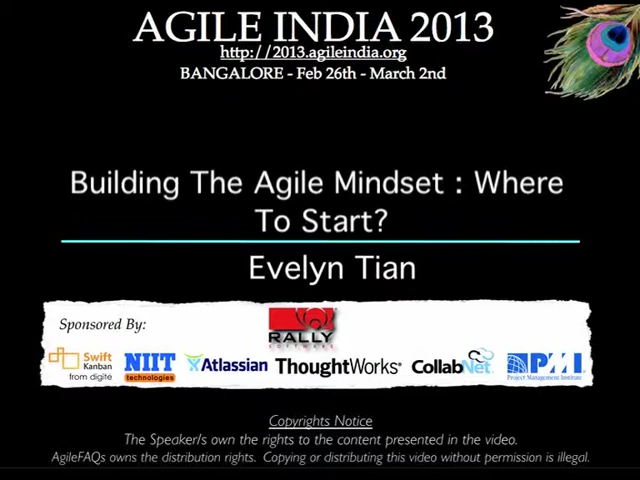 AGILE INDIA 2013
http://2013.agileindia.org
BANGALORE - Feb 26th - March 2nd
Building The Agile Mindset : Where
To Start?
Evelyn Tian
Sponsored By:
RALLY
SOFTWARE
Swift
Kanban
from digite
NIIT
technologies
Atlassian
ThoughtWorks®
CollabNet
PMI
Project Management Institute
Copyrights Notice
The Speaker/s own the rights to the content presented in the video.
AgileFAQs owns the distribution rights. Copying or distributing this video without permission is illegal.